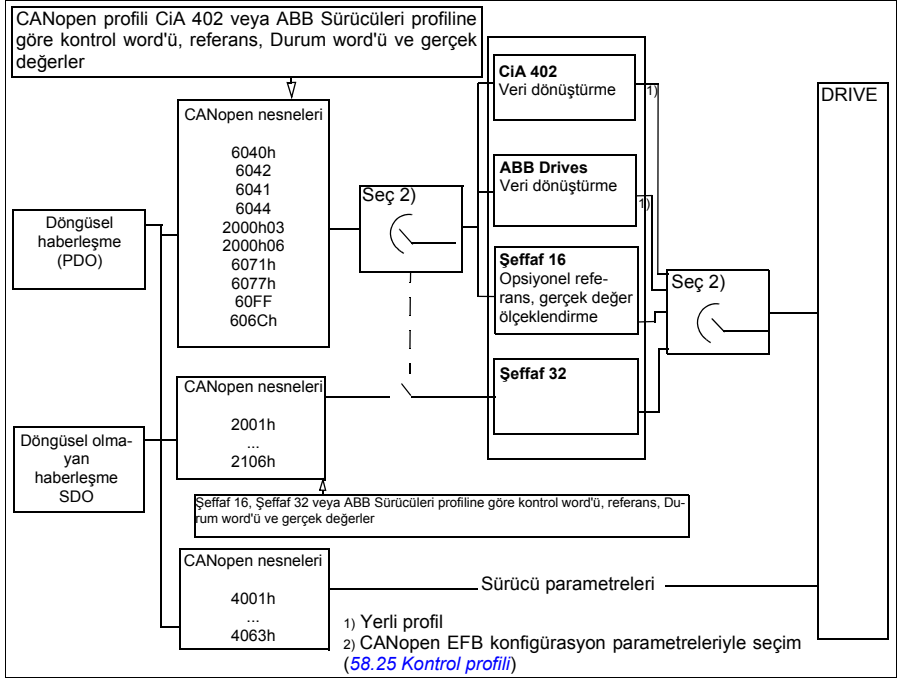 CANopen profili CiA 402 veya ABB Sürücüleri profiline
göre kontrol word'ü, referans, Durum word'ü ve gerçek
değerler
CANopen nesneleri
6040h
6042
6041
6044
2000h03
2000h06
6071h
6077h
60FF
606Ch
Döngüsel
haberleşme
(PDO)
Seç 2)
CiA 402
Veri dönüştürme
1)
ABB Drives
Veri dönüştürme
1)
Şeffaf 16
Opsiyonel refe-
rans, gerçek değer
ölçeklendirme
Şeffaf 32
Seç 2)
DRIVE
CANopen nesneleri
2001h
...
2106h
Döngüsel olma-
yan
haberleşme
SDO
Şeffaf 16, Şeffaf 32 veya ABB Sürücüleri profiline göre kontrol word'ü, referans, Du-
rum word'ü ve gerçek değerler
CANopen nesneleri
4001h
...
4063h
Sürücü parametreleri
1) Yerli profil
2) CANopen EFB konfigürasyon parametreleriyle seçim
(58.25 Kontrol profili)